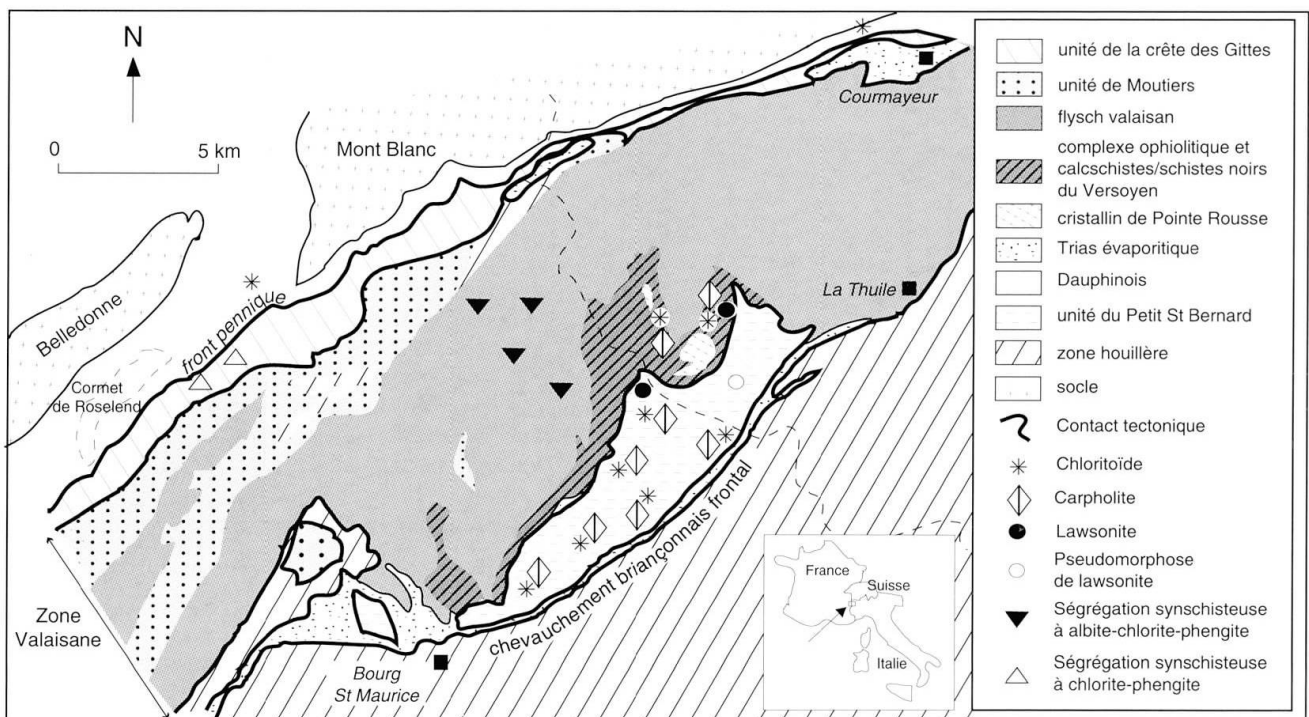 N
0
5 km
Mont Blanc
Courmayeur
Belledonne
front pennique
La Thuile
Cormet
de Roselend
chevauchement briançonnais frontal
Zone
Valaisane
Bourg
St Maurice
France
Suisse
Italie
unité de la crête des Gittes
unité de Moutiers
flysch valaisan
complexe ophiolitique et
calcschistes/schistes noirs
du Versoyen
cristallin de Pointe Rousse
Trias évaporitique
Dauphinois
unité du Petit St Bernard
zone houillère
socle
Contact tectonique
Chloritoïde
Carpholite
Lawsonite
Pseudomorphose
de lawsonite
Ségrégation synschisteuse
à albite-chlorite-phengite
Ségrégation synschisteuse
à chlorite-phengite